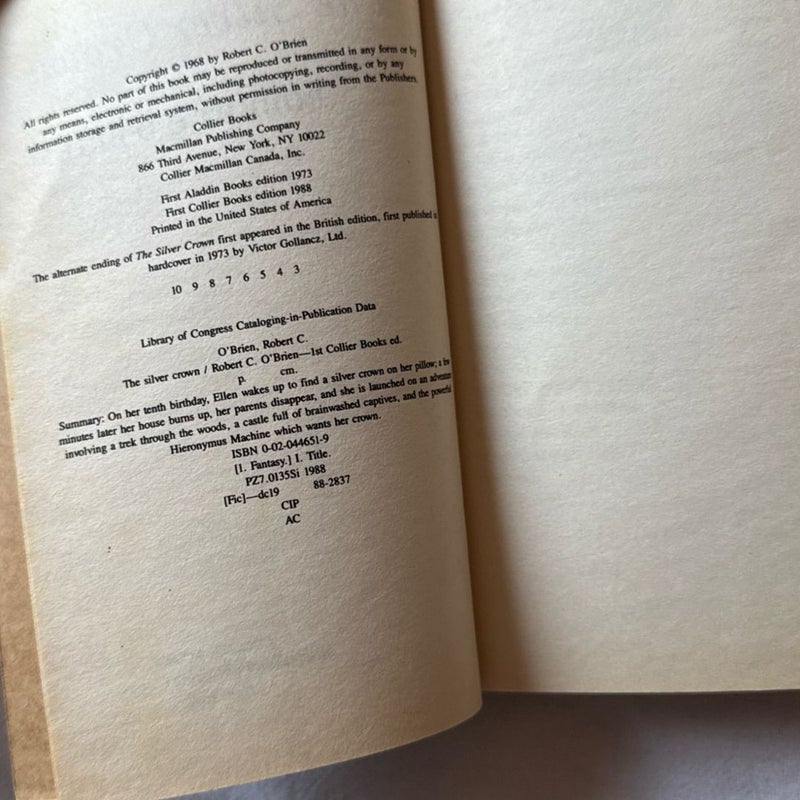 Copyright © 1968 by Robert C. O'Brien
All rights reserved. No part of this book may be reproduced or transmitted in any form or by
any means, electronic or mechanical, including photocopying, recording, or by any
information storage and retrieval system, without permission in writing from the Publishers.
Collier Books
Macmillan Publishing Company
866 Third Avenue, New York, NY 10022
Collier Macmillan Canada, Inc.
First Aladdin Books edition 1973
First Collier Books edition 1988
Printed in the United States of America
The alternate ending of The Silver Crown first appeared in the British edition, first published
hardcover in 1973 by Victor Gollancz, Ltd.
10 9 8 7 6 5 4 3
Library of Congress Cataloging-in-Publication Data
O'Brien, Robert C.
The silver crown / Robert C. O'Brien—1st Collier Books ed.
p. cm.
Summary: On her tenth birthday, Ellen wakes up to find a silver crown on her pillow; a few
minutes later her house burns up, her parents disappear, and she is launched on an adventure
involving a trek through the woods, a castle full of brainwashed captives, and the powerful
Hieronymus Machine which wants her crown.
ISBN 0-02-044651-9
[1. Fantasy.] I. Title.
PZ7.0135Si 1988
[Fic]—dc19 88-2837
CIP
AC